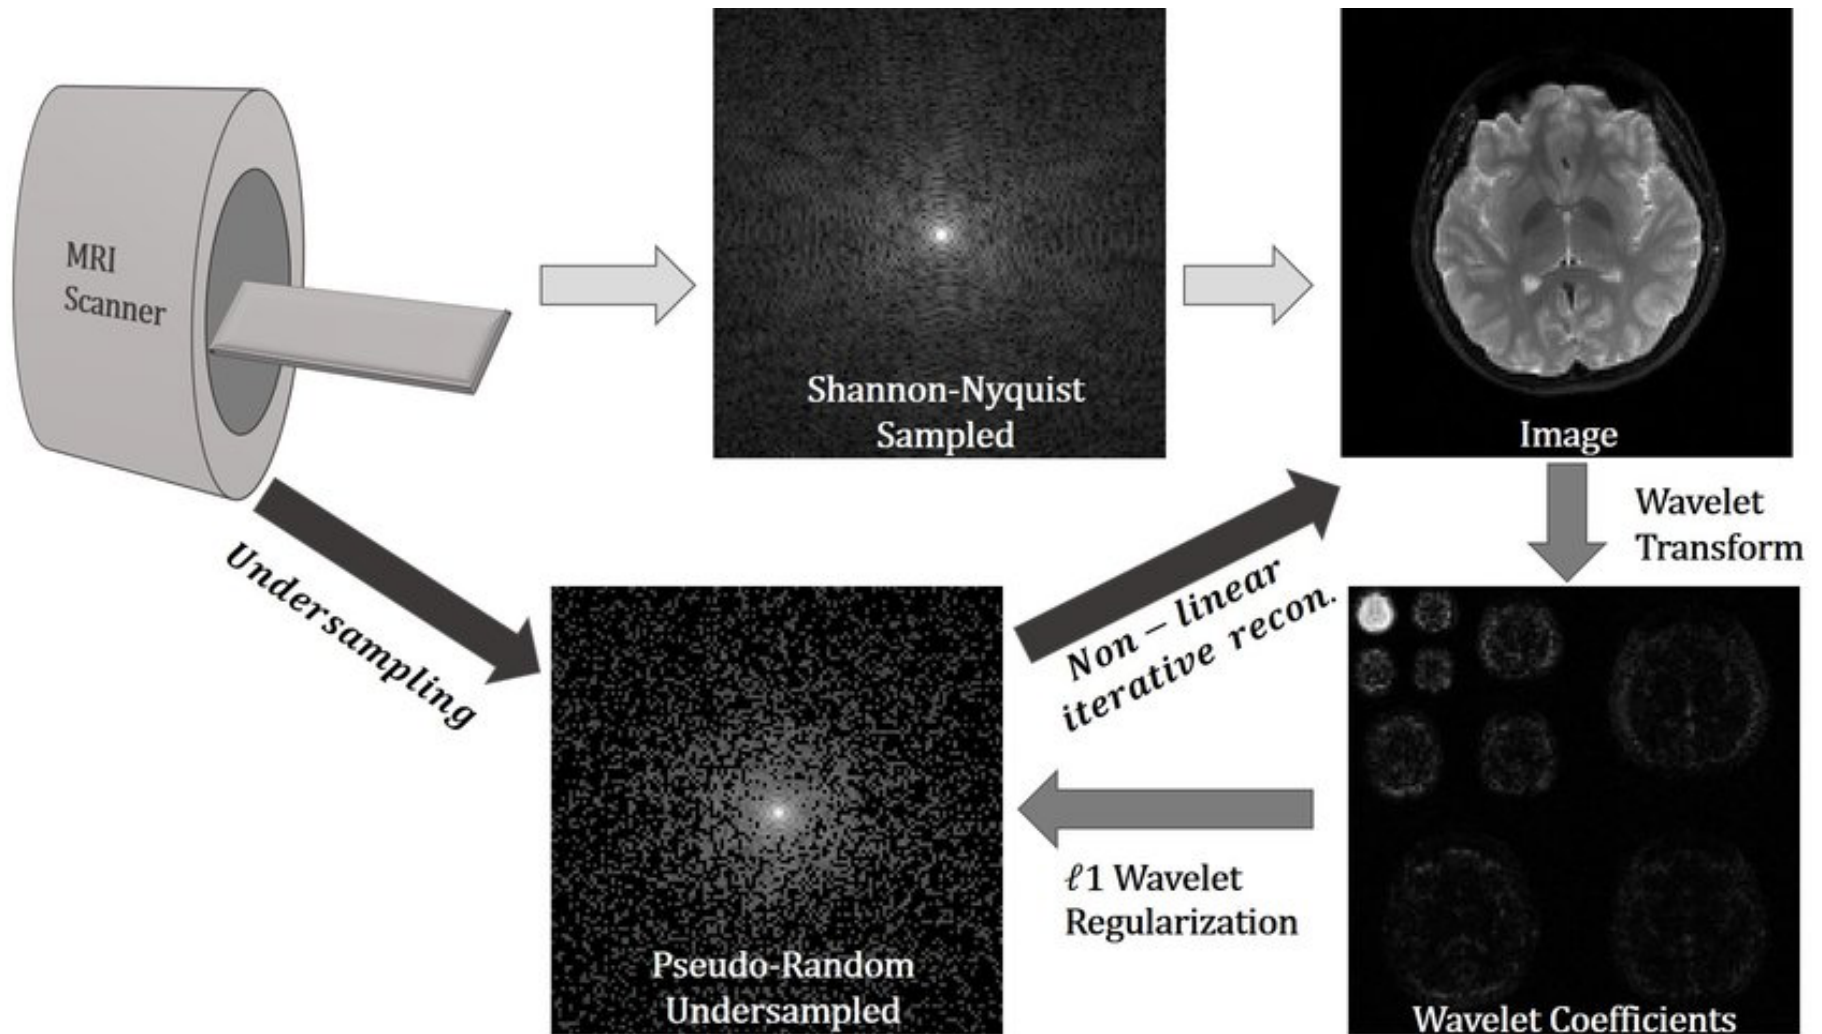 MRI
Scanner
Shannon-Nyquist
Sampled
Image
Wavelet
Transform
Undersampling
Non – linear
iterative recon.
ℓ1 Wavelet
Regularization
Pseudo-Random
Undersampled
Wavelet Coefficients